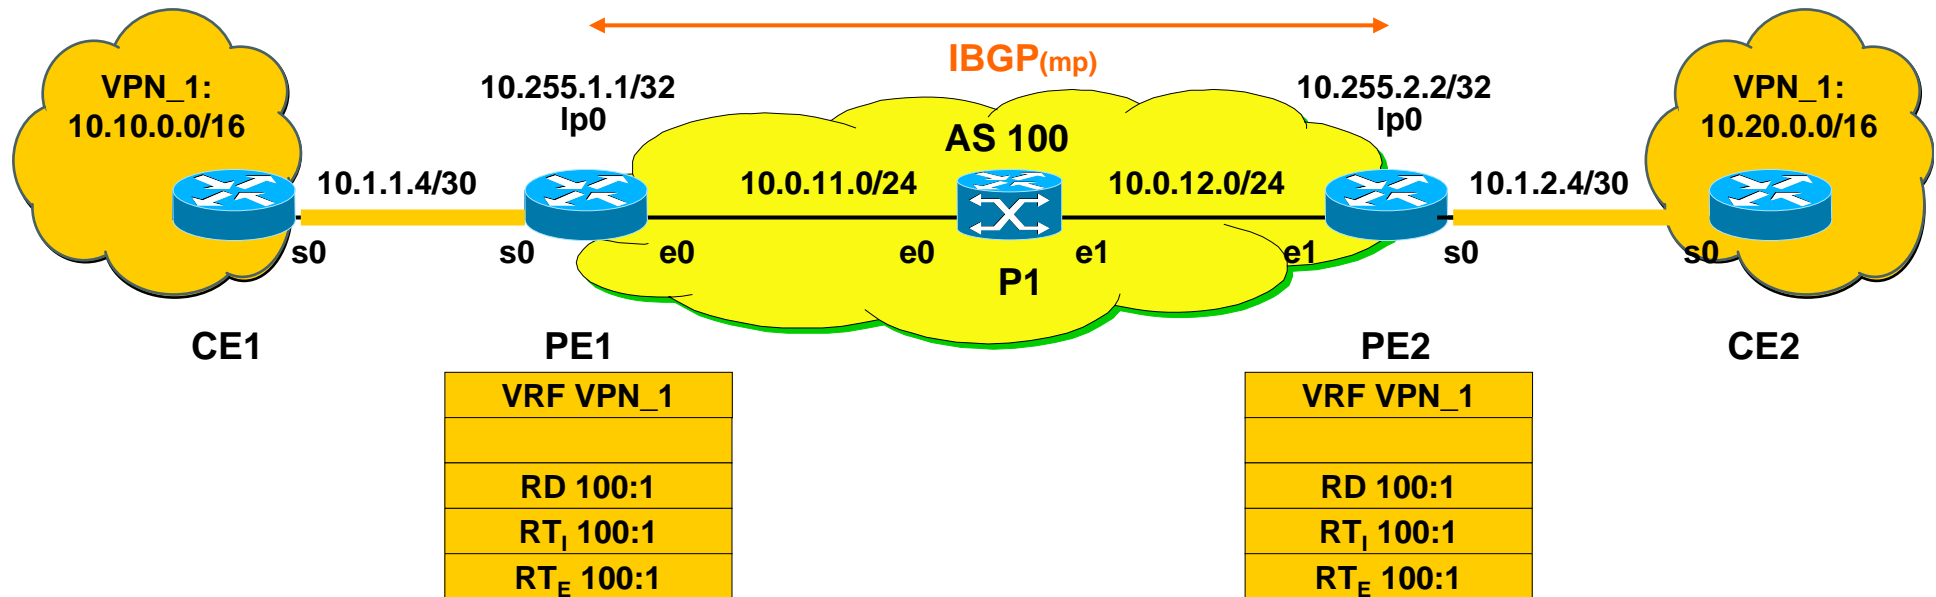 IBGP(mp)
VPN_1:
10.10.0.0/16
10.255.1.1/32
lp0
10.255.2.2/32
lp0
VPN_1:
10.20.0.0/16
AS 100
10.1.1.4/30
10.0.11.0/24
10.0.12.0/24
10.1.2.4/30
s0
s0
e0
e0
e1
e1
s0
s0
P1
CE1
PE1
PE2
CE2
VRF VPN_1
RD 100:1
RTI 100:1
RTE 100:1
VRF VPN_1
RD 100:1
RTI 100:1
RTE 100:1